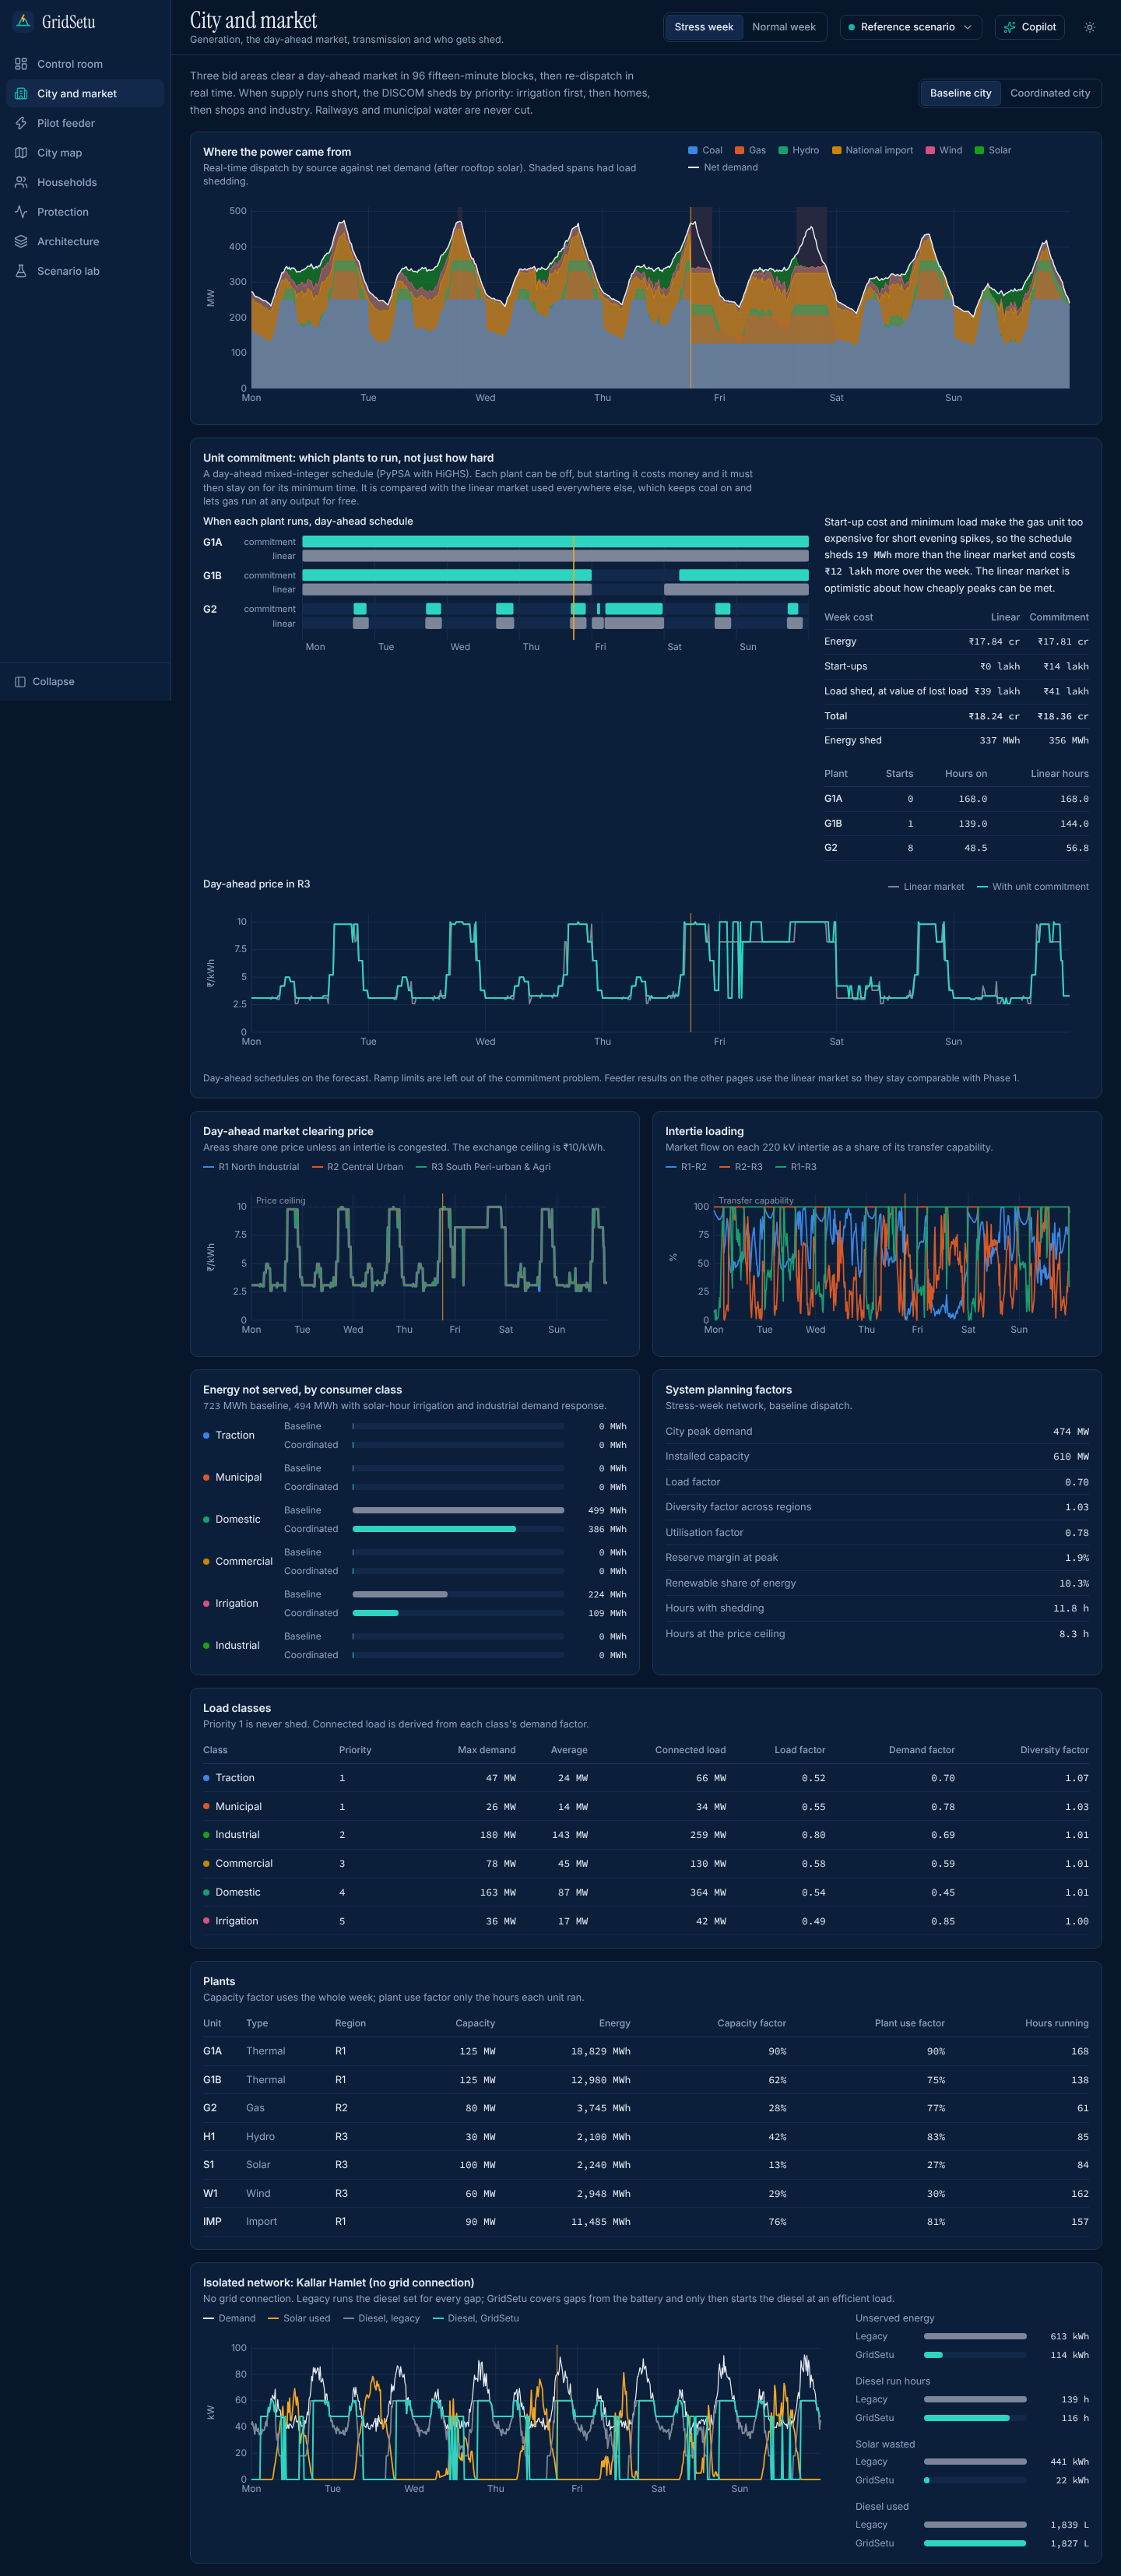 GridSetu
Control room
City and market
Pilot feeder
City map
Households
Protection
Architecture
Scenario lab
Collapse
City and market
Generation, the day-ahead market, transmission and who gets shed.
Stress week
Normal week
Reference scenario
Copilot
Three bid areas clear a day-ahead market in 96 fifteen-minute blocks, then re-dispatch in
real time. When supply runs short, the DISCOM sheds by priority: irrigation first, then homes,
then shops and industry. Railways and municipal water are never cut.
Baseline city
Coordinated city
Where the power came from
Real-time dispatch by source against net demand (after rooftop solar). Shaded spans had load
shedding.
Coal Gas Hydro National import Wind Solar
Net demand
500
400
300
200
100
0
MW
Mon Tue Wed Thu Fri Sat Sun
Unit commitment: which plants to run, not just how hard
A day-ahead mixed-integer schedule (PyPSA with HiGHS). Each plant can be off, but starting it costs money and it must
then stay on for its minimum time. It is compared with the linear market used everywhere else, which keeps coal on and
lets gas run at any output for free.
When each plant runs, day-ahead schedule
G1A commitment
linear
G1B commitment
linear
G2 commitment
linear
Mon Tue Wed Thu Fri Sat Sun
Start-up cost and minimum load make the gas unit too
expensive for short evening spikes, so the schedule
sheds 19 MWh more than the linear market and costs
₹12 lakh more over the week. The linear market is
optimistic about how cheaply peaks can be met.
Week cost Linear Commitment
Energy ₹17.84 cr ₹17.81 cr
Start-ups ₹0 lakh ₹14 lakh
Load shed, at value of lost load ₹39 lakh ₹41 lakh
Total ₹18.24 cr ₹18.36 cr
Energy shed 337 MWh 356 MWh
Plant Starts Hours on Linear hours
G1A 0 168.0 168.0
G1B 1 139.0 144.0
G2 8 48.5 56.8
Day-ahead price in R3
Linear market With unit commitment
10
7.5
5
2.5
0
₹/kWh
Mon Tue Wed Thu Fri Sat Sun
Day-ahead schedules on the forecast. Ramp limits are left out of the commitment problem. Feeder results on the other pages use the linear market so they stay comparable with Phase 1.
Day-ahead market clearing price
Areas share one price unless an intertie is congested. The exchange ceiling is ₹10/kWh.
R1 North Industrial R2 Central Urban R3 South Peri-urban & Agri
Price ceiling
10
7.5
5
2.5
0
₹/kWh
Mon Tue Wed Thu Fri Sat Sun
Intertie loading
Market flow on each 220 kV intertie as a share of its transfer capability.
R1-R2 R2-R3 R1-R3
Transfer capability
100
75
50
25
0
%
Mon Tue Wed Thu Fri Sat Sun
Energy not served, by consumer class
723 MWh baseline, 494 MWh with solar-hour irrigation and industrial demand response.
Traction
Baseline 0 MWh
Coordinated 0 MWh
Municipal
Baseline 0 MWh
Coordinated 0 MWh
Domestic
Baseline 499 MWh
Coordinated 386 MWh
Commercial
Baseline 0 MWh
Coordinated 0 MWh
Irrigation
Baseline 224 MWh
Coordinated 109 MWh
Industrial
Baseline 0 MWh
Coordinated 0 MWh
System planning factors
Stress-week network, baseline dispatch.
City peak demand 474 MW
Installed capacity 610 MW
Load factor 0.70
Diversity factor across regions 1.03
Utilisation factor 0.78
Reserve margin at peak 1.9%
Renewable share of energy 10.3%
Hours with shedding 11.8 h
Hours at the price ceiling 8.3 h
Load classes
Priority 1 is never shed. Connected load is derived from each class's demand factor.
Class Priority Max demand Average Connected load Load factor Demand factor Diversity factor
Traction 1 47 MW 24 MW 66 MW 0.52 0.70 1.07
Municipal 1 26 MW 14 MW 34 MW 0.55 0.78 1.03
Industrial 2 180 MW 143 MW 259 MW 0.80 0.69 1.01
Commercial 3 78 MW 45 MW 130 MW 0.58 0.59 1.01
Domestic 4 163 MW 87 MW 364 MW 0.54 0.45 1.01
Irrigation 5 36 MW 17 MW 42 MW 0.49 0.85 1.00
Plants
Capacity factor uses the whole week; plant use factor only the hours each unit ran.
Unit Type Region Capacity Energy Capacity factor Plant use factor Hours running
G1A Thermal R1 125 MW 18,829 MWh 90% 90% 168
G1B Thermal R1 125 MW 12,980 MWh 62% 75% 138
G2 Gas R2 80 MW 3,745 MWh 28% 77% 61
H1 Hydro R3 30 MW 2,100 MWh 42% 83% 85
S1 Solar R3 100 MW 2,240 MWh 13% 27% 84
W1 Wind R3 60 MW 2,948 MWh 29% 30% 162
IMP Import R1 90 MW 11,485 MWh 76% 81% 157
Isolated network: Kallar Hamlet (no grid connection)
No grid connection. Legacy runs the diesel set for every gap; GridSetu covers gaps from the battery and only then starts the diesel at an efficient load.
Demand Solar used Diesel, legacy Diesel, GridSetu
100
80
60
40
20
0
kW
Mon Tue Wed Thu Fri Sat Sun
Unserved energy
Legacy 613 kWh
GridSetu 114 kWh
Diesel run hours
Legacy 139 h
GridSetu 116 h
Solar wasted
Legacy 441 kWh
GridSetu 22 kWh
Diesel used
Legacy 1,839 L
GridSetu 1,827 L